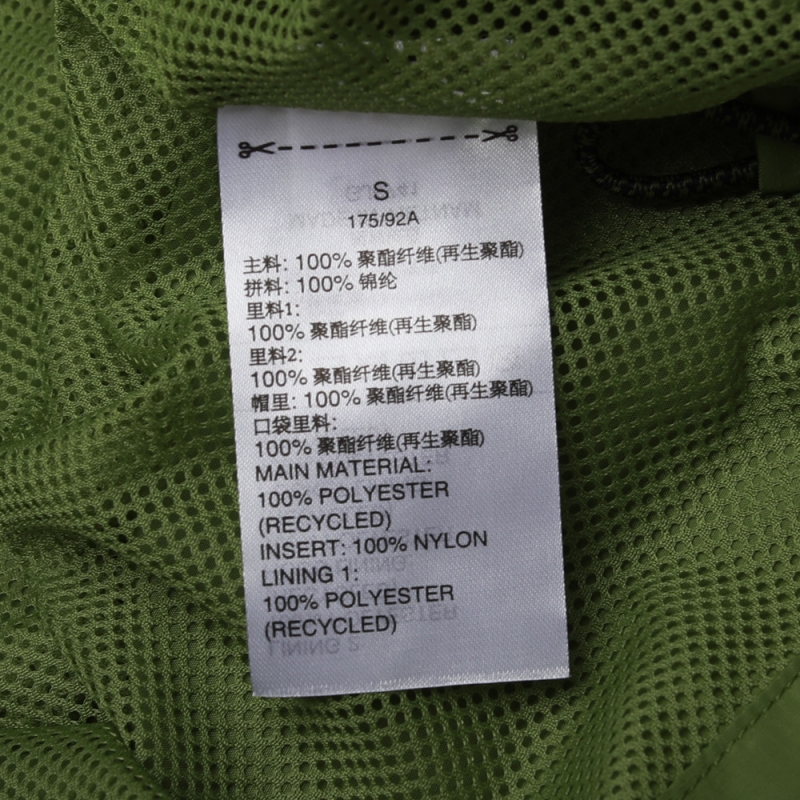 S
175/92A
主料: 100% 聚酯纤维(再生聚酯)
拼料: 100% 锦纶
里料1:
100% 聚酯纤维(再生聚酯)
里料2:
100% 聚酯纤维(再生聚酯)
帽里: 100% 聚酯纤维(再生聚酯)
口袋里料:
100% 聚酯纤维(再生聚酯)
MAIN MATERIAL:
100% POLYESTER
(RECYCLED)
INSERT: 100% NYLON
LINING 1:
100% POLYESTER
(RECYCLED)